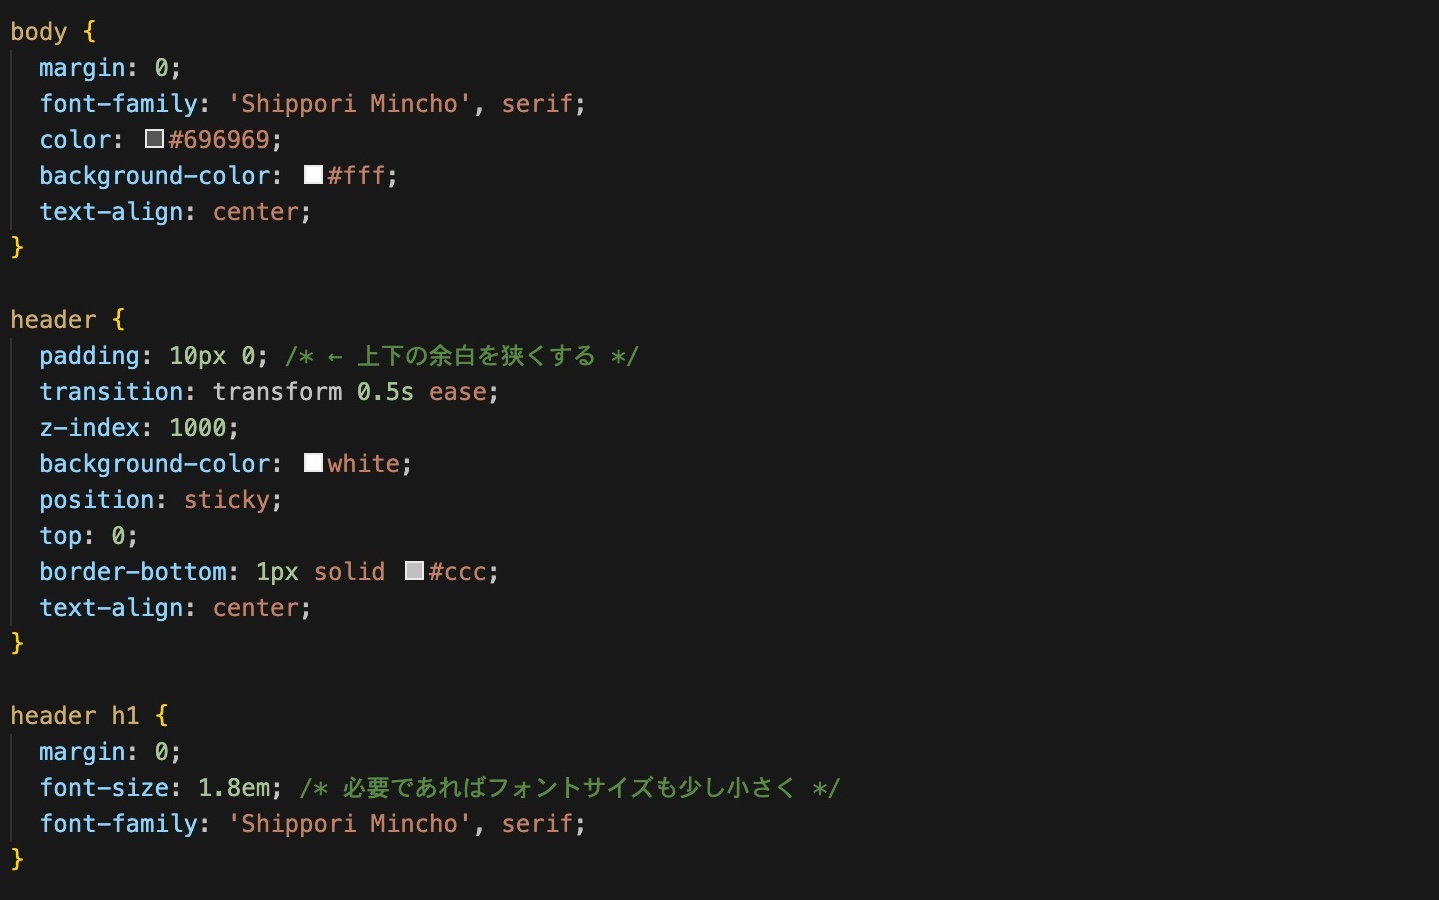 body {
  margin: 0;
  font-family: 'Shippori Mincho', serif;
  color: #696969;
  background-color: #fff;
  text-align: center;
}
header {
  padding: 10px 0; /* ← 上下の余白を狭くする */
  transition: transform 0.5s ease;
  z-index: 1000;
  background-color: white;
  position: sticky;
  top: 0;
  border-bottom: 1px solid #ccc;
  text-align: center;
}
header h1 {
  margin: 0;
  font-size: 1.8em; /* 必要であればフォントサイズも少し小さく */
  font-family: 'Shippori Mincho', serif;
}